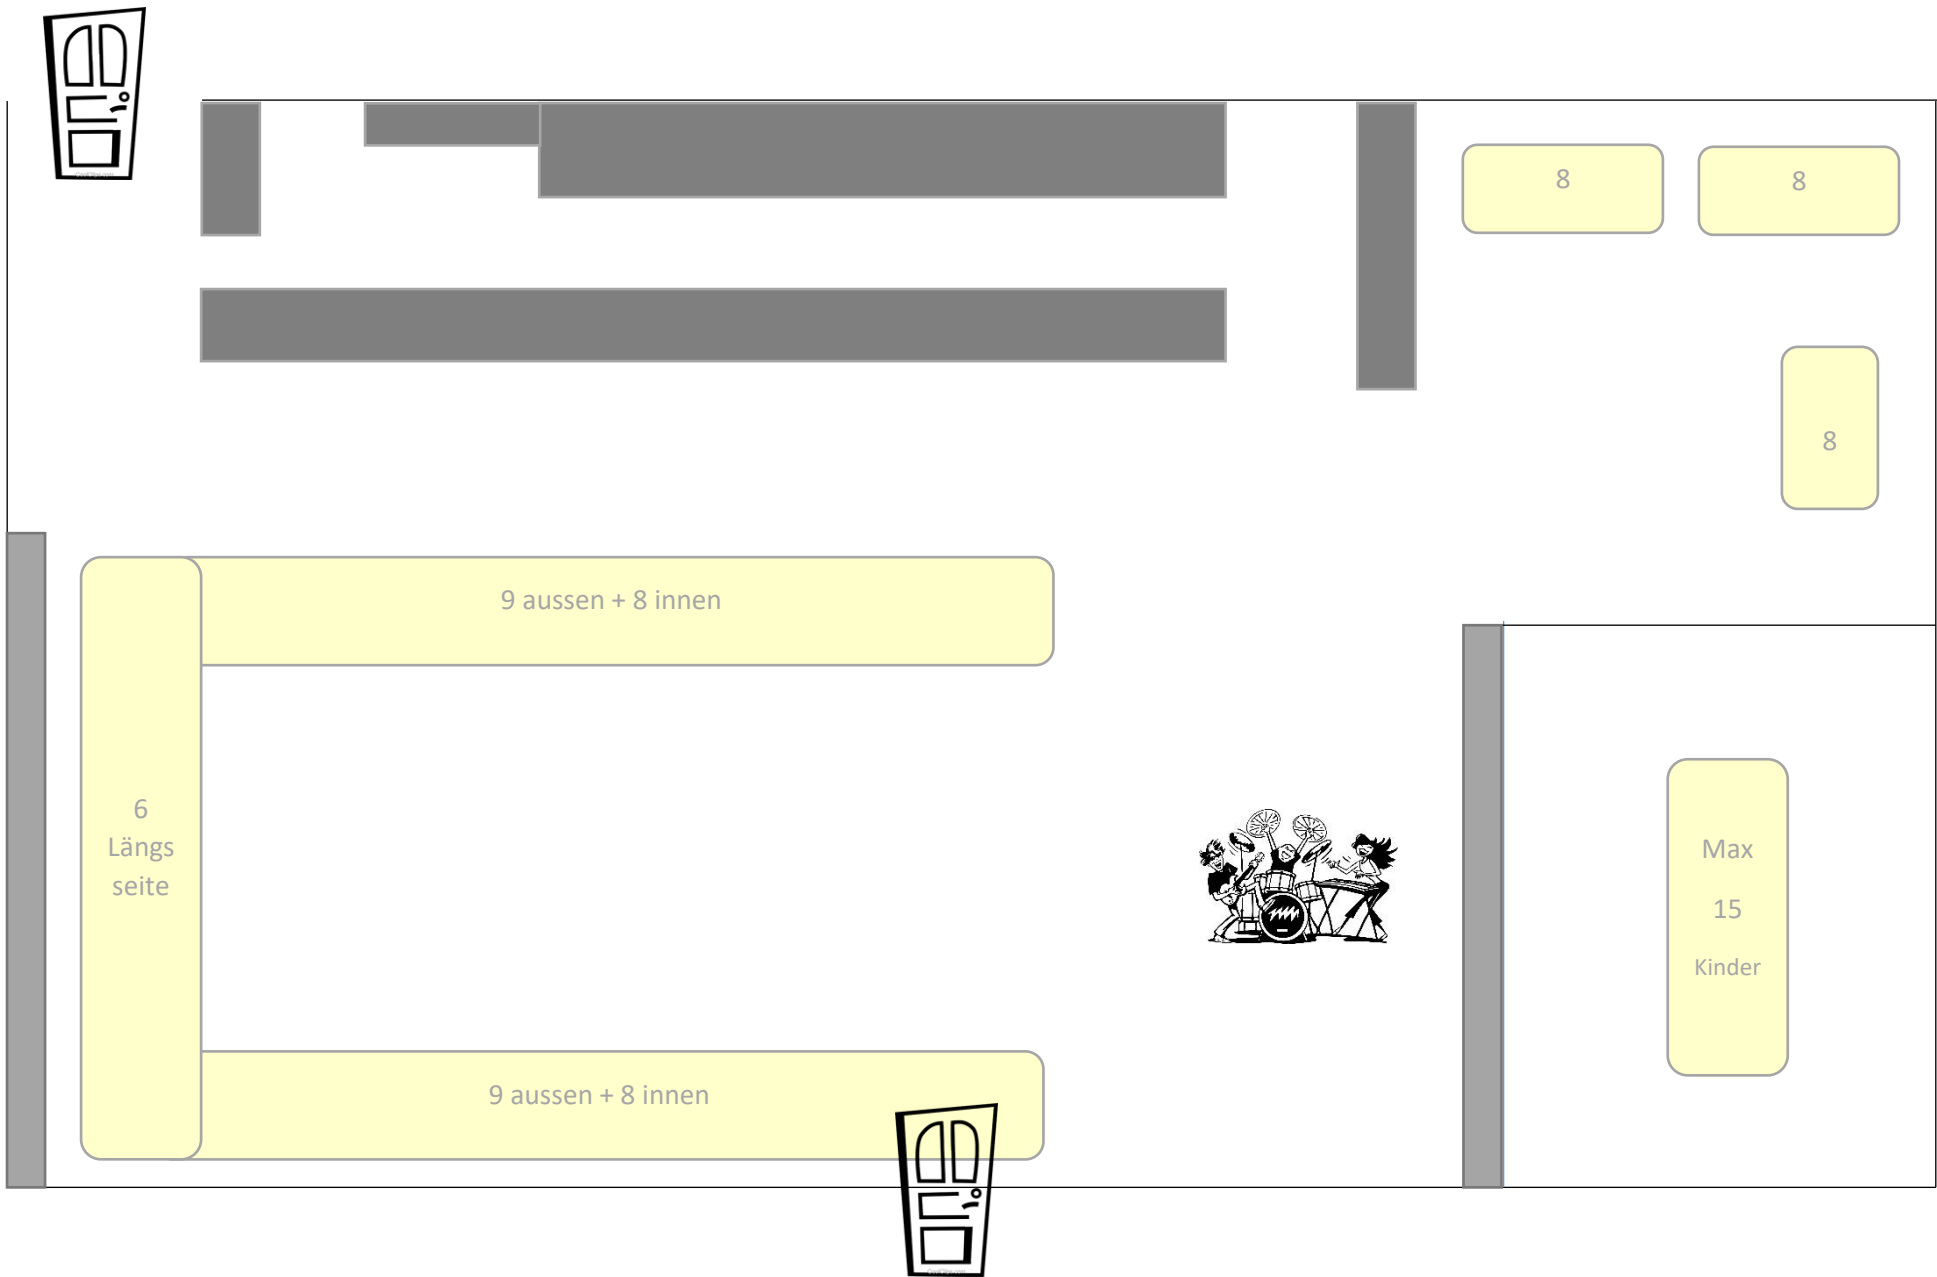 8
8
8
9 aussen + 8 innen
6
Längs
seite
Max
15
Kinder
9 aussen + 8 innen